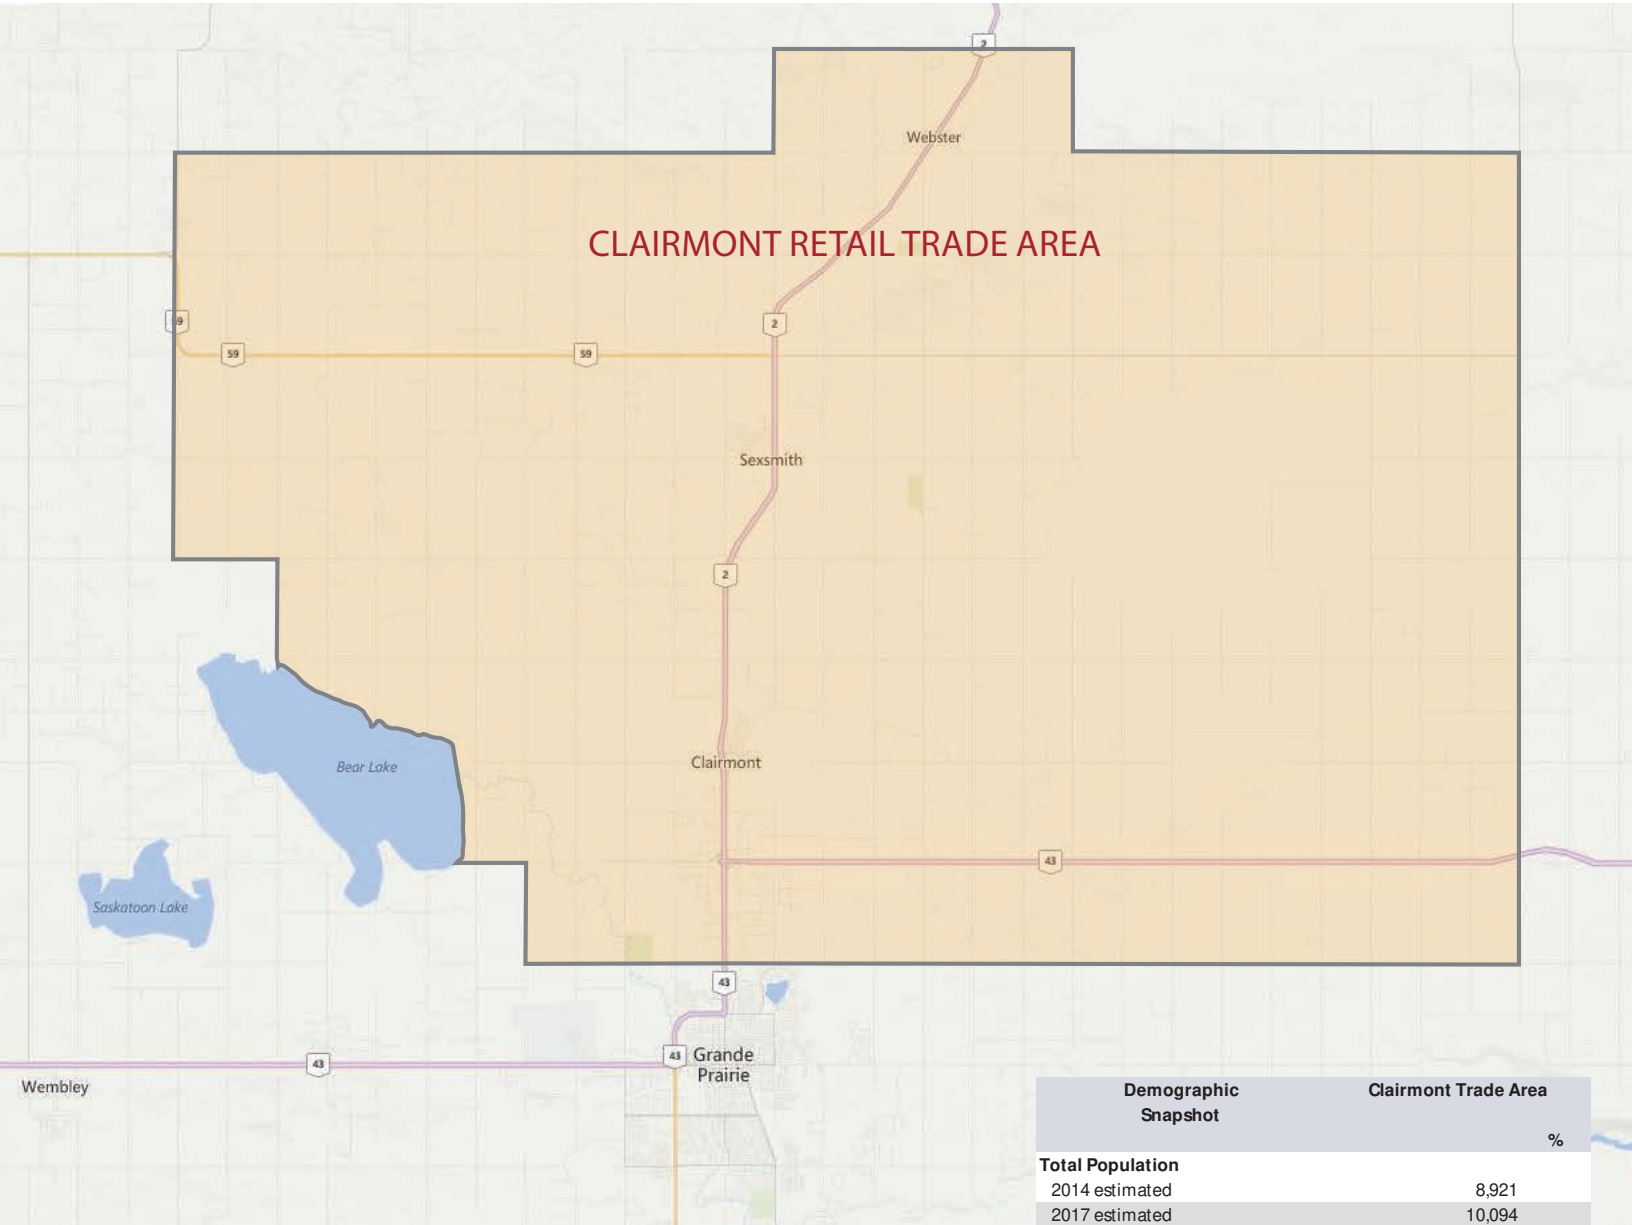 2
Webster
CLAIRMONT RETAIL TRADE AREA
2
59
59
Sexsmith
2
Bear Lake
Clairmont
43
Saskatoon Lake
43
43
43
Grande
Prairie
Wembley
Demographic
Snapshot
Clairmont Trade Area
%
Total Population
2014 estimated 8,921
2017 estimated 10,094